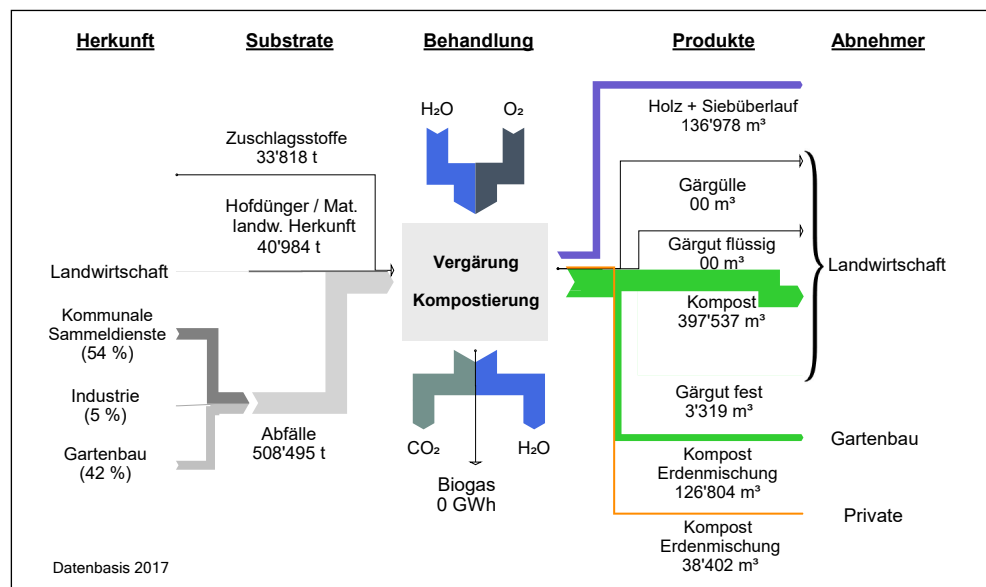 Herkunft Substrate Behandlung Produkte Abnehmer
H₂O O₂
Holz + Siebüberlauf
136'978 m³
Zuschlagsstoffe
33'818 t
Gärgülle
00 m³
Hofdünger / Mat.
landw. Herkunft
40'984 t
Gärgut flüssig
00 m³
Landwirtschaft
Vergärung
Kompostierung
Landwirtschaft
Kompost
397'537 m³
Kommunale
Sammeldienste
(54 %)
Industrie
(5 %)
Gärgut fest
3'319 m³
Gartenbau
(42 %)
Abfälle
508'495 t
CO₂ H₂O
Gartenbau
Biogas
0 GWh
Kompost
Erdenmischung
126'804 m³
Private
Kompost
Erdenmischung
38'402 m³
Datenbasis 2017